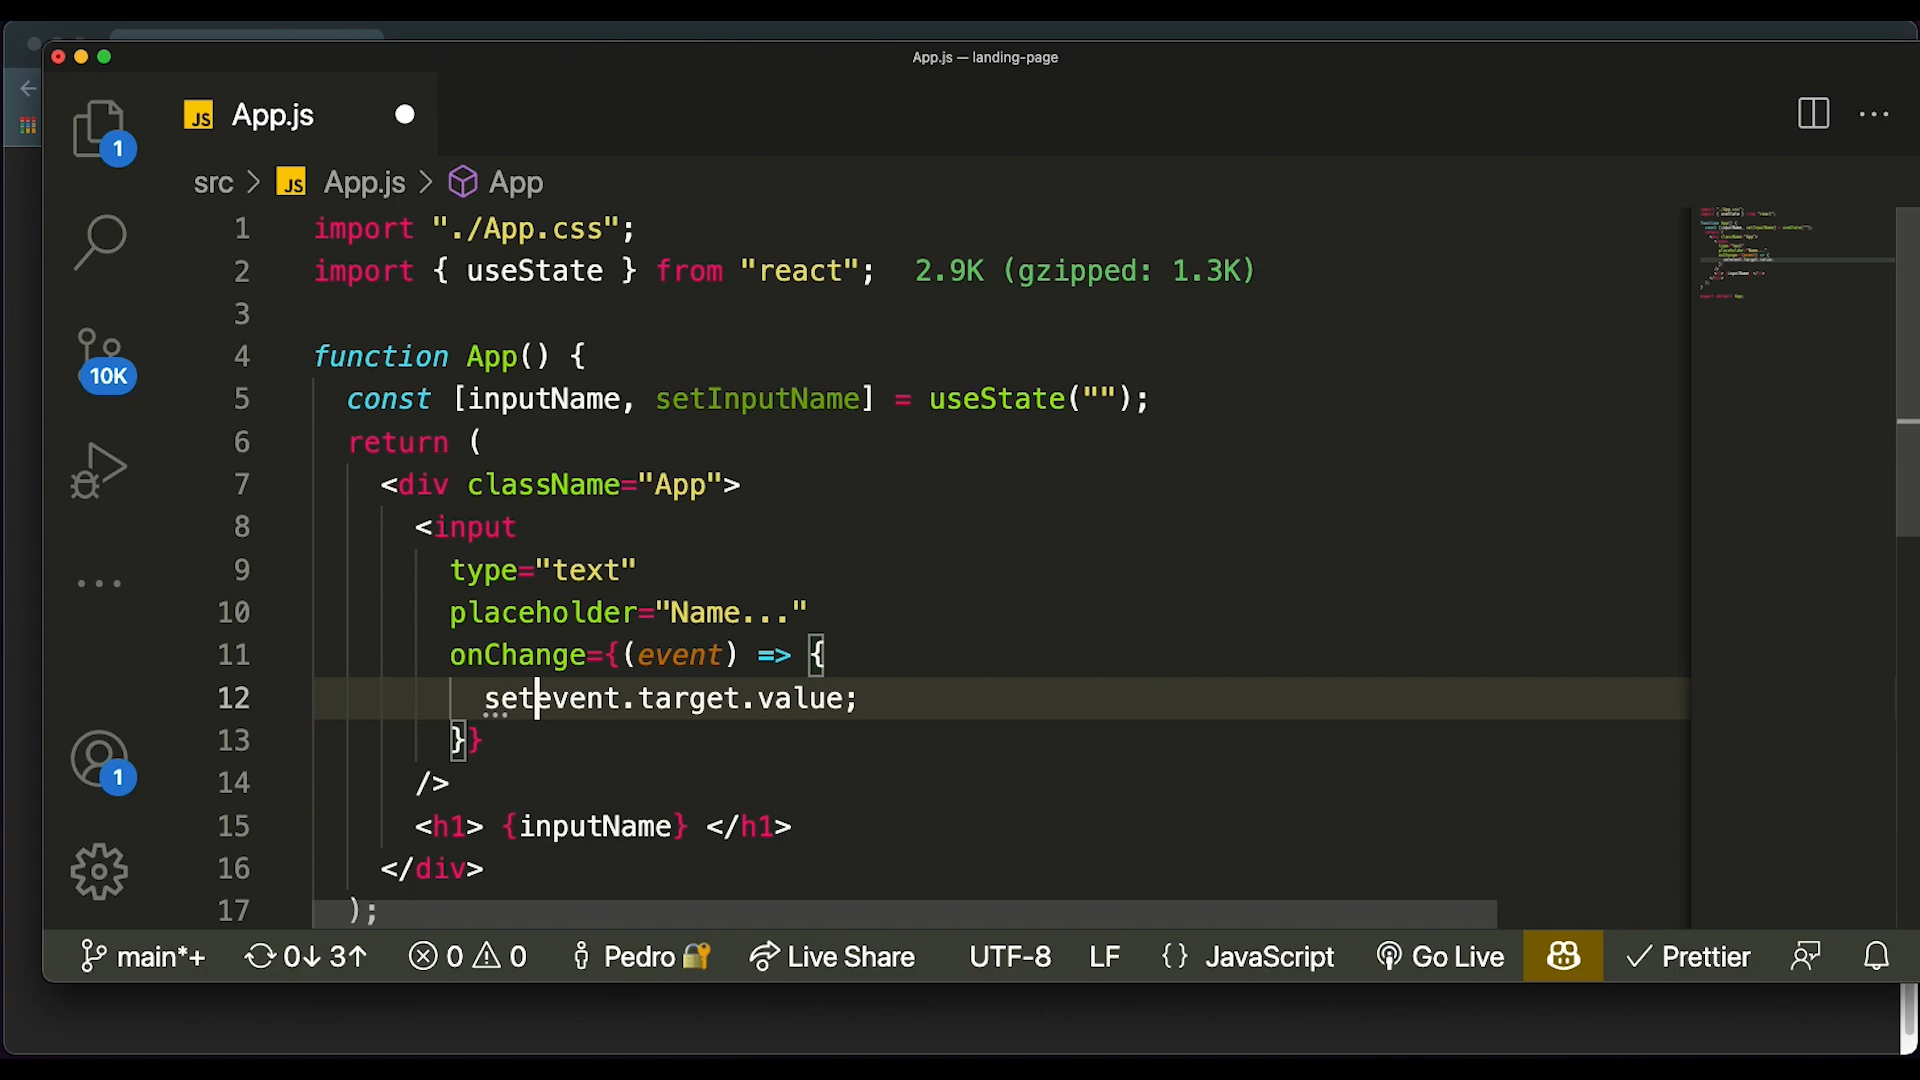 App.js — landing-page
JS App.js
1
src > JS App.js > App
1 import "./App.css";
2 import { useState } from "react"; 2.9K (gzipped: 1.3K)
3
4 function App() {
10K
5 const [inputName, setInputName] = useState("");
6 return (
7 <div className="App">
8 <input
9 type="text"
10 placeholder="Name..."
11 onChange={(event) => {
12 setevent.target.value;
13 }}
1
14 />
15 <h1> {inputName} </h1>
16 </div>
17 );
main*+ 0↓ 3↑ 0 0 Pedro🔐 Live Share UTF-8 LF {} JavaScript Go Live Prettier